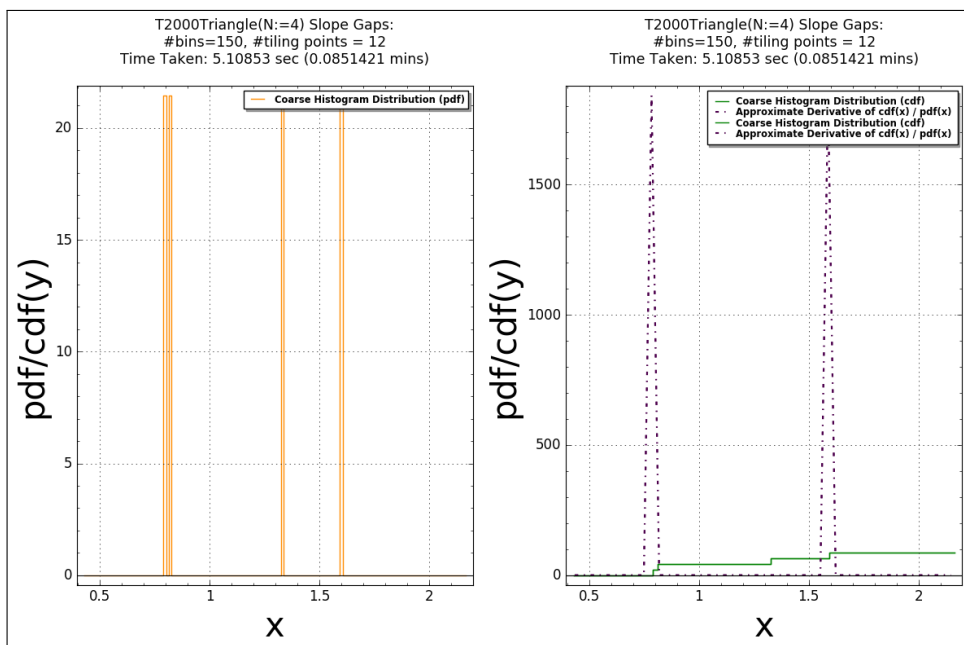 T2000Triangle(N:=4) Slope Gaps:
#bins=150, #tiling points = 12
Time Taken: 5.10853 sec (0.0851421 mins)
Coarse Histogram Distribution (pdf)
20
15
10
5
0
pdf/cdf(y)
0.5
1
1.5
2
x
T2000Triangle(N:=4) Slope Gaps:
#bins=150, #tiling points = 12
Time Taken: 5.10853 sec (0.0851421 mins)
Coarse Histogram Distribution (cdf)
Approximate Derivative of cdf(x) / pdf(x)
Coarse Histogram Distribution (cdf)
Approximate Derivative of cdf(x) / pdf(x)
1500
1000
500
0
pdf/cdf(y)
0.5
1
1.5
2
x